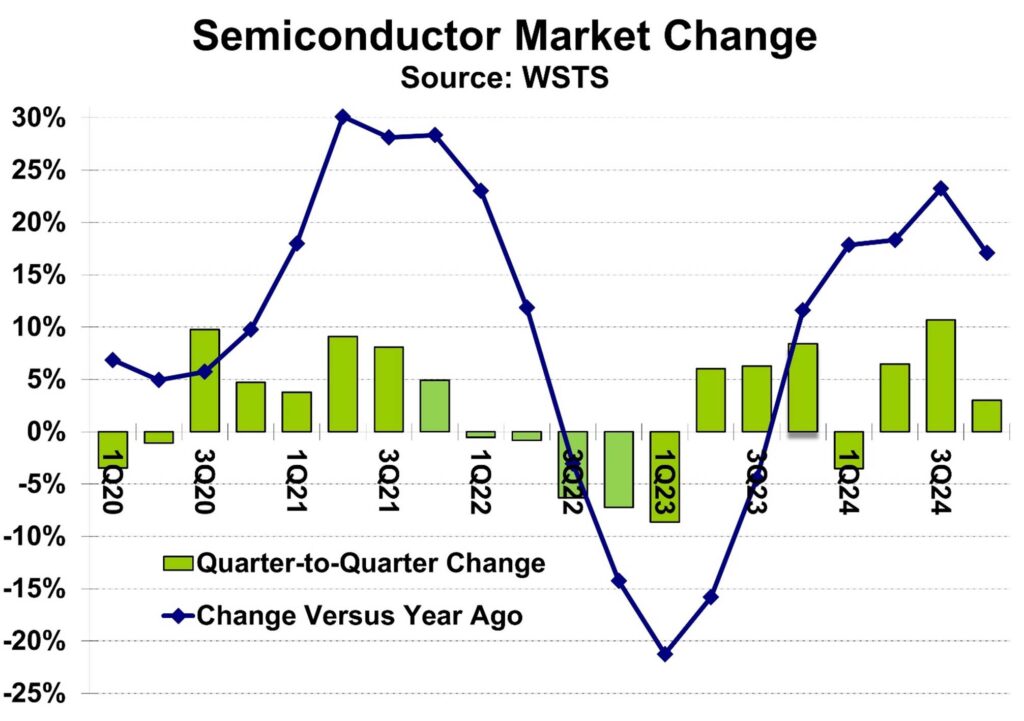 Semiconductor Market Change
Source: WSTS
30%
25%
20%
15%
10%
5%
0%
-5%
-10%
-15%
-20%
-25%
1Q20
3Q20
1Q21
3Q21
1Q22
3Q22
1Q23
3Q23
1Q24
3Q24
Quarter-to-Quarter Change
Change Versus Year Ago